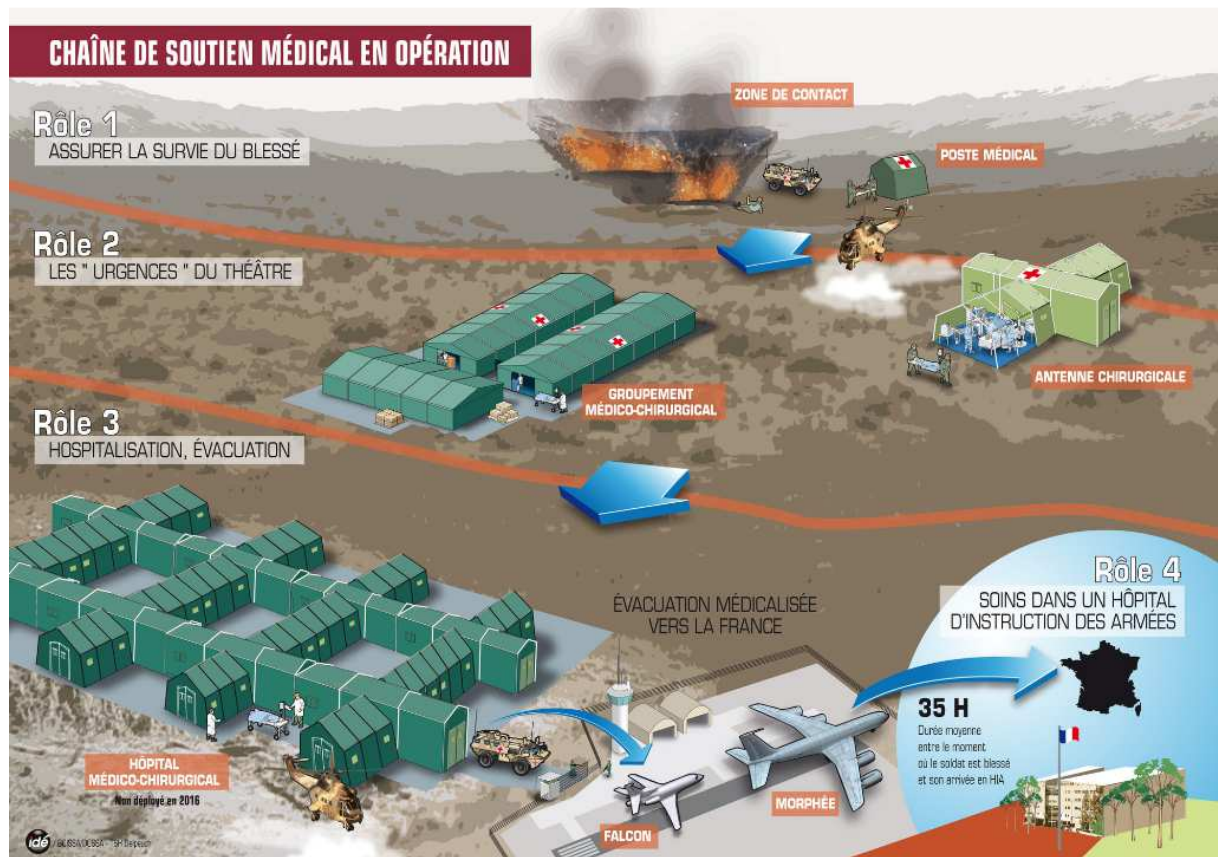 CHAÎNE DE SOUTIEN MÉDICAL EN OPÉRATION
ZONE DE CONTACT
Rôle 1
ASSURER LA SURVIE DU BLESSÉ
POSTE MÉDICAL
Rôle 2
LES " URGENCES " DU THÉÂTRE
ANTENNE CHIRURGICALE
GROUPEMENT
MÉDICO-CHIRURGICAL
Rôle 3
HOSPITALISATION, ÉVACUATION
Rôle 4
SOINS DANS UN HÔPITAL
D'INSTRUCTION DES ARMÉES
ÉVACUATION MÉDICALISÉE
VERS LA FRANCE
35 H
Durée moyenne
entre le moment
où le soldat est blessé
et son arrivée en HIA
HÔPITAL
MÉDICO-CHIRURGICAL
Non déployé en 2016
MORPHÉE
FALCON
idé